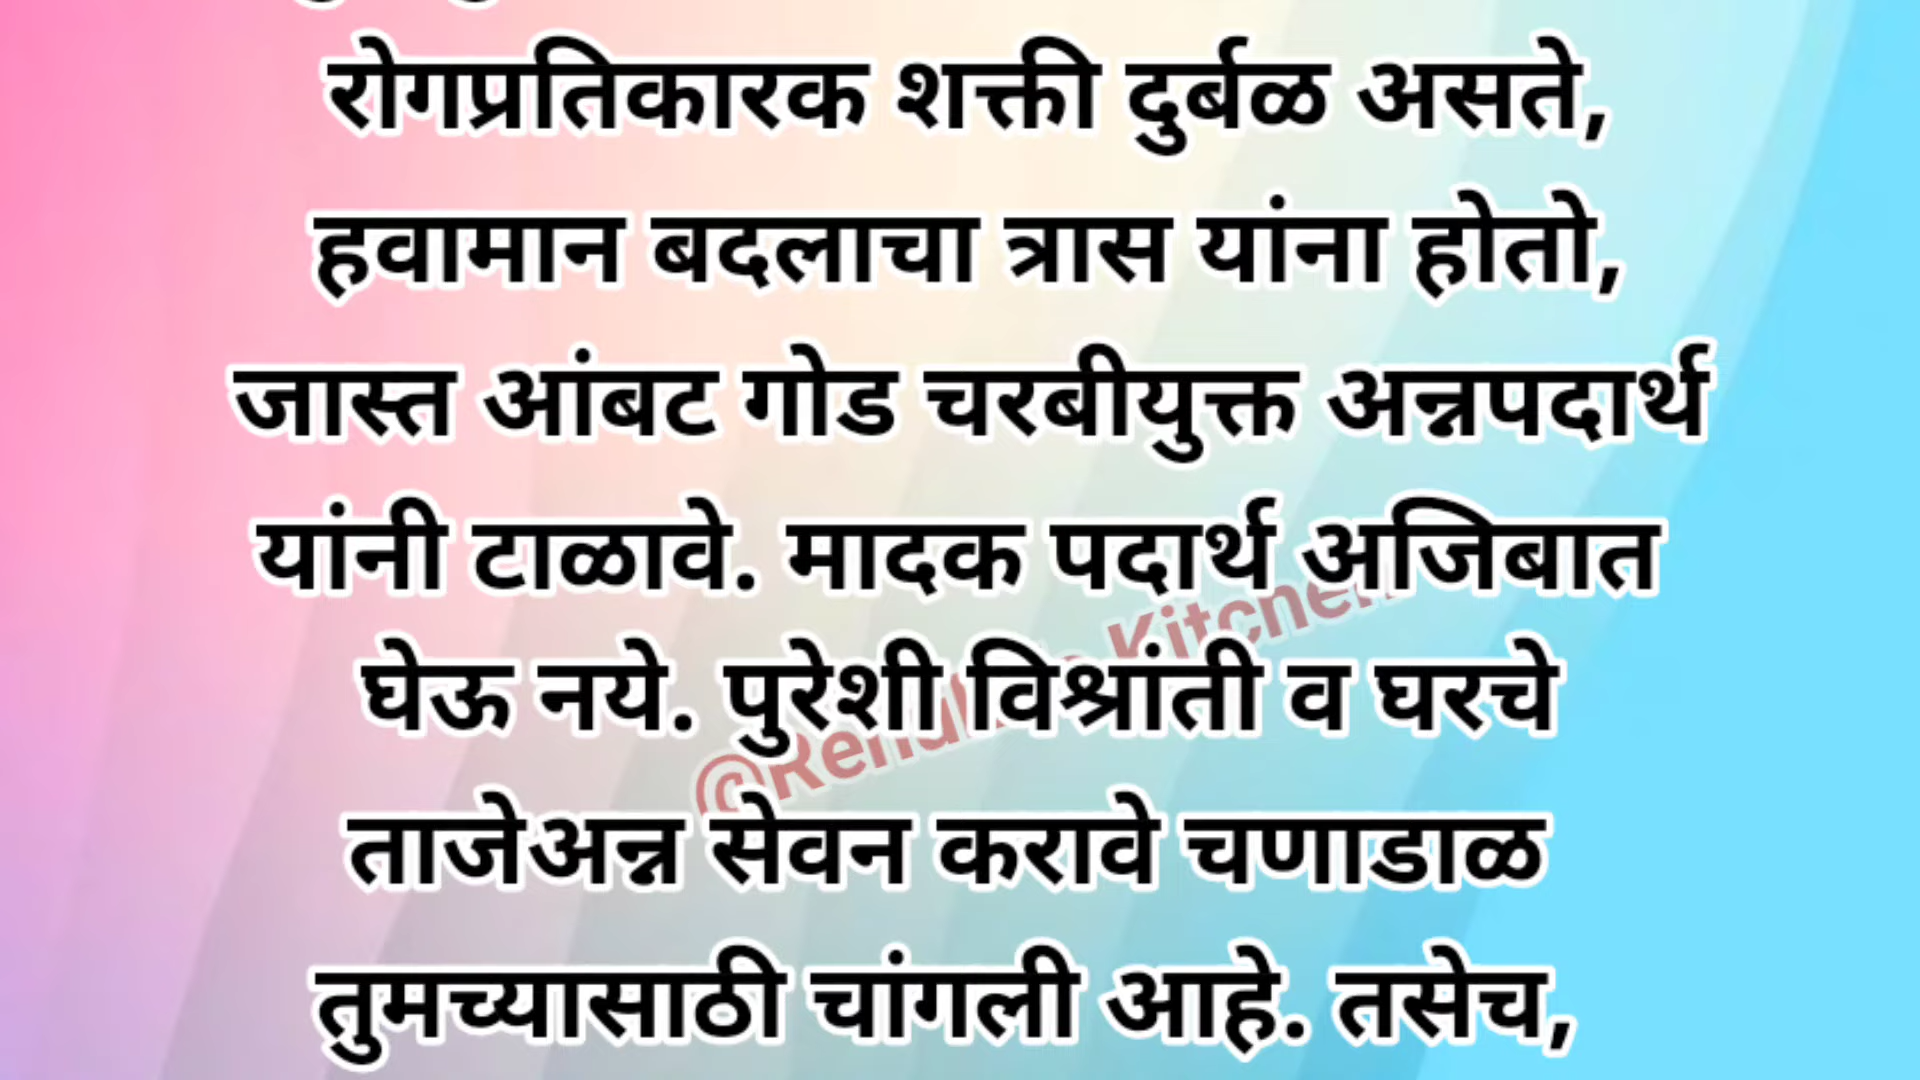 रोगप्रतिकारक शक्ती दुर्बळ असते,
हवामान बदलाचा त्रास यांना होतो,
जास्त आंबट गोड चरबीयुक्त अन्नपदार्थ
यांनी टाळावे. मादक पदार्थ अजिबात
घेऊ नये. पुरेशी विश्रांती व घरचे
ताजेअन्न सेवन करावे चणाडाळ
तुमच्यासाठी चांगली आहे. तसेच,
Kitchen